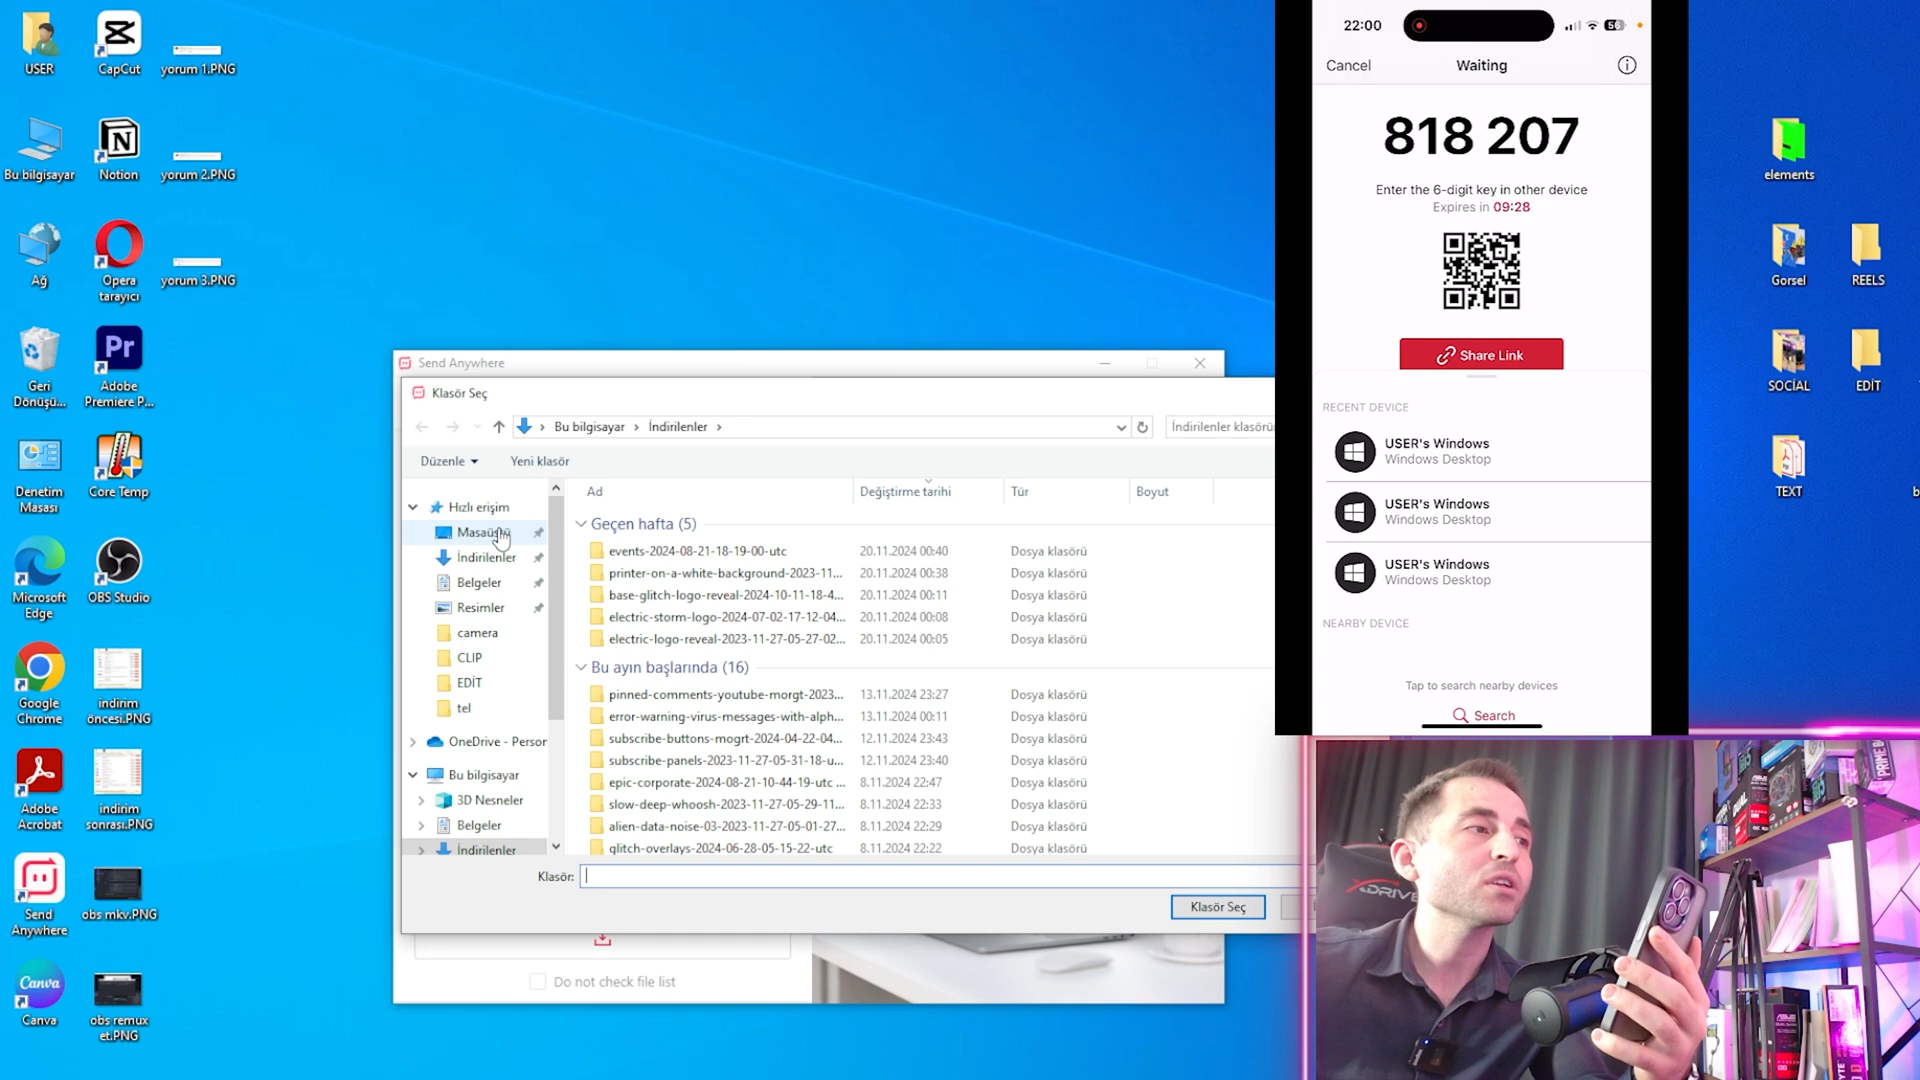 USER
CapCut
yorum 1.PNG
Bu bilgisayar
Notion
yorum 2.PNG
Ağ
Opera
tarayıcı
yorum 3.PNG
Geri
Dönüşü...
Adobe
Premiere P...
Denetim
Masası
Core Temp
Microsoft
Edge
OBS Studio
Google
Chrome
indirim
öncesi.PNG
Adobe
Acrobat
indirim
sonrası.PNG
Send
Anywhere
obs mkv.PNG
Canva
Canva
obs remux
et.PNG
Send Anywhere
Klasör Seç
Bu bilgisayar
İndirilenler
İndirilenler klasörü
Düzenle
Yeni klasör
Hızlı erişim
Masaüstü
İndirilenler
Belgeler
Resimler
camera
CLIP
EDİT
tel
OneDrive - Person
Bu bilgisayar
3D Nesneler
Belgeler
İndirilenler
Ad
Değiştirme tarihi
Tür
Boyut
Geçen hafta (5)
events-2024-08-21-18-19-00-utc 20.11.2024 00:40 Dosya klasörü
printer-on-a-white-background-2023-11... 20.11.2024 00:38 Dosya klasörü
base-glitch-logo-reveal-2024-10-11-18-4... 20.11.2024 00:11 Dosya klasörü
electric-storm-logo-2024-07-02-17-12-04... 20.11.2024 00:08 Dosya klasörü
electric-logo-reveal-2023-11-27-05-27-02... 20.11.2024 00:05 Dosya klasörü
Bu ayın başlarında (16)
pinned-comments-youtube-morgt-2023... 13.11.2024 23:27 Dosya klasörü
error-warning-virus-messages-with-alph... 13.11.2024 00:11 Dosya klasörü
subscribe-buttons-mogrt-2024-04-22-04... 12.11.2024 23:43 Dosya klasörü
subscribe-panels-2023-11-27-05-31-18-u... 12.11.2024 23:40 Dosya klasörü
epic-corporate-2024-08-21-10-44-19-utc 8.11.2024 22:47 Dosya klasörü
slow-deep-whoosh-2023-11-27-05-29-11... 8.11.2024 22:33 Dosya klasörü
alien-data-noise-03-2023-11-27-05-01-27... 8.11.2024 22:29 Dosya klasörü
glitch-overlays-2024-06-28-05-15-22-utc 8.11.2024 22:22 Dosya klasörü
Klasör:
Klasör Seç
Do not check file list
22:00
56
Cancel
Waiting
818 207
Enter the 6-digit key in other device
Expires in 09:28
Share Link
RECENT DEVICE
USER's Windows
Windows Desktop
USER's Windows
Windows Desktop
USER's Windows
Windows Desktop
NEARBY DEVICE
Tap to search nearby devices
Search
elements
Gorsel
REELS
SOCİAL
EDİT
TEXT
XDRIVE
DUAL
PRIME